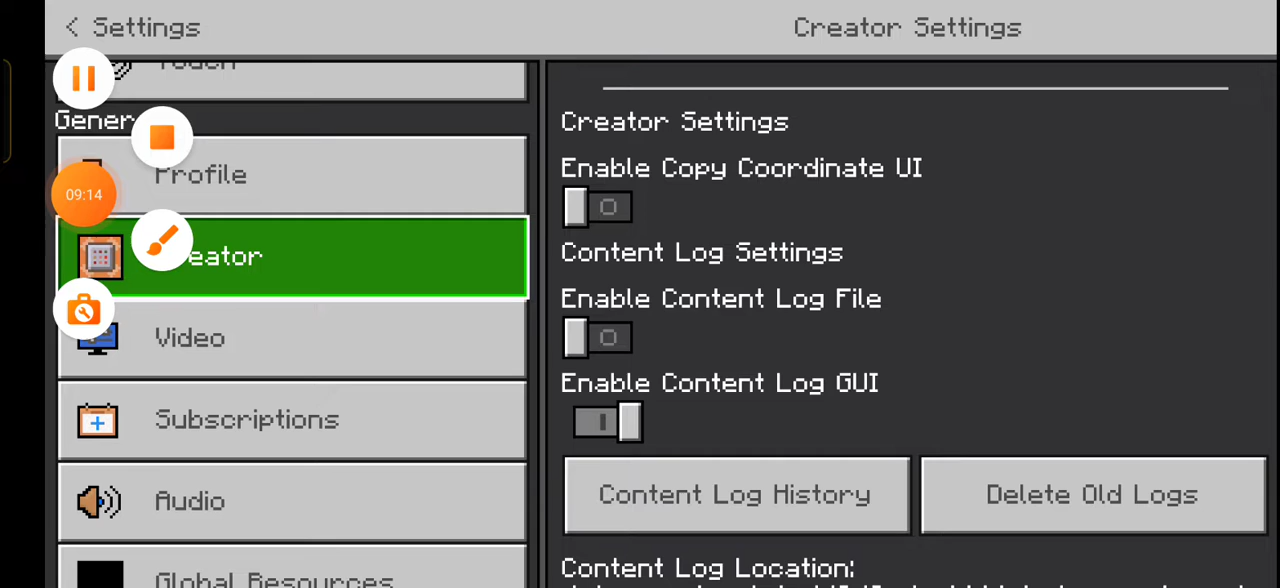 Settings
Creator Settings
Touch
Gener
Profile
09:14
eator
Video
Subscriptions
Audio
Global Resources
Creator Settings
Enable Copy Coordinate UI
Content Log Settings
Enable Content Log File
Enable Content Log GUI
Content Log History
Delete Old Logs
Content Log Location: